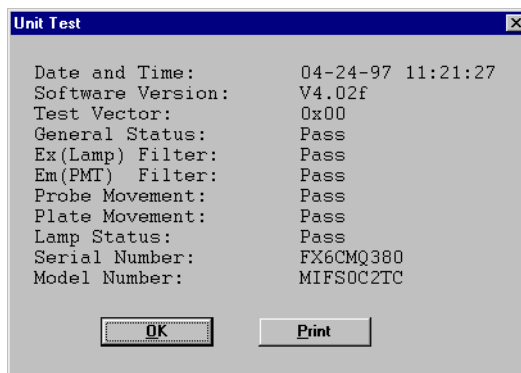 Unit Test
Date and Time: 04-24-97 11:21:27
Software Version: V4.02f
Test Vector: 0x00
General Status: Pass
Ex(Lamp) Filter: Pass
Em(PMT) Filter: Pass
Probe Movement: Pass
Plate Movement: Pass
Lamp Status: Pass
Serial Number: FX6CMQ380
Model Number: MIFS0C2TC
OK Print